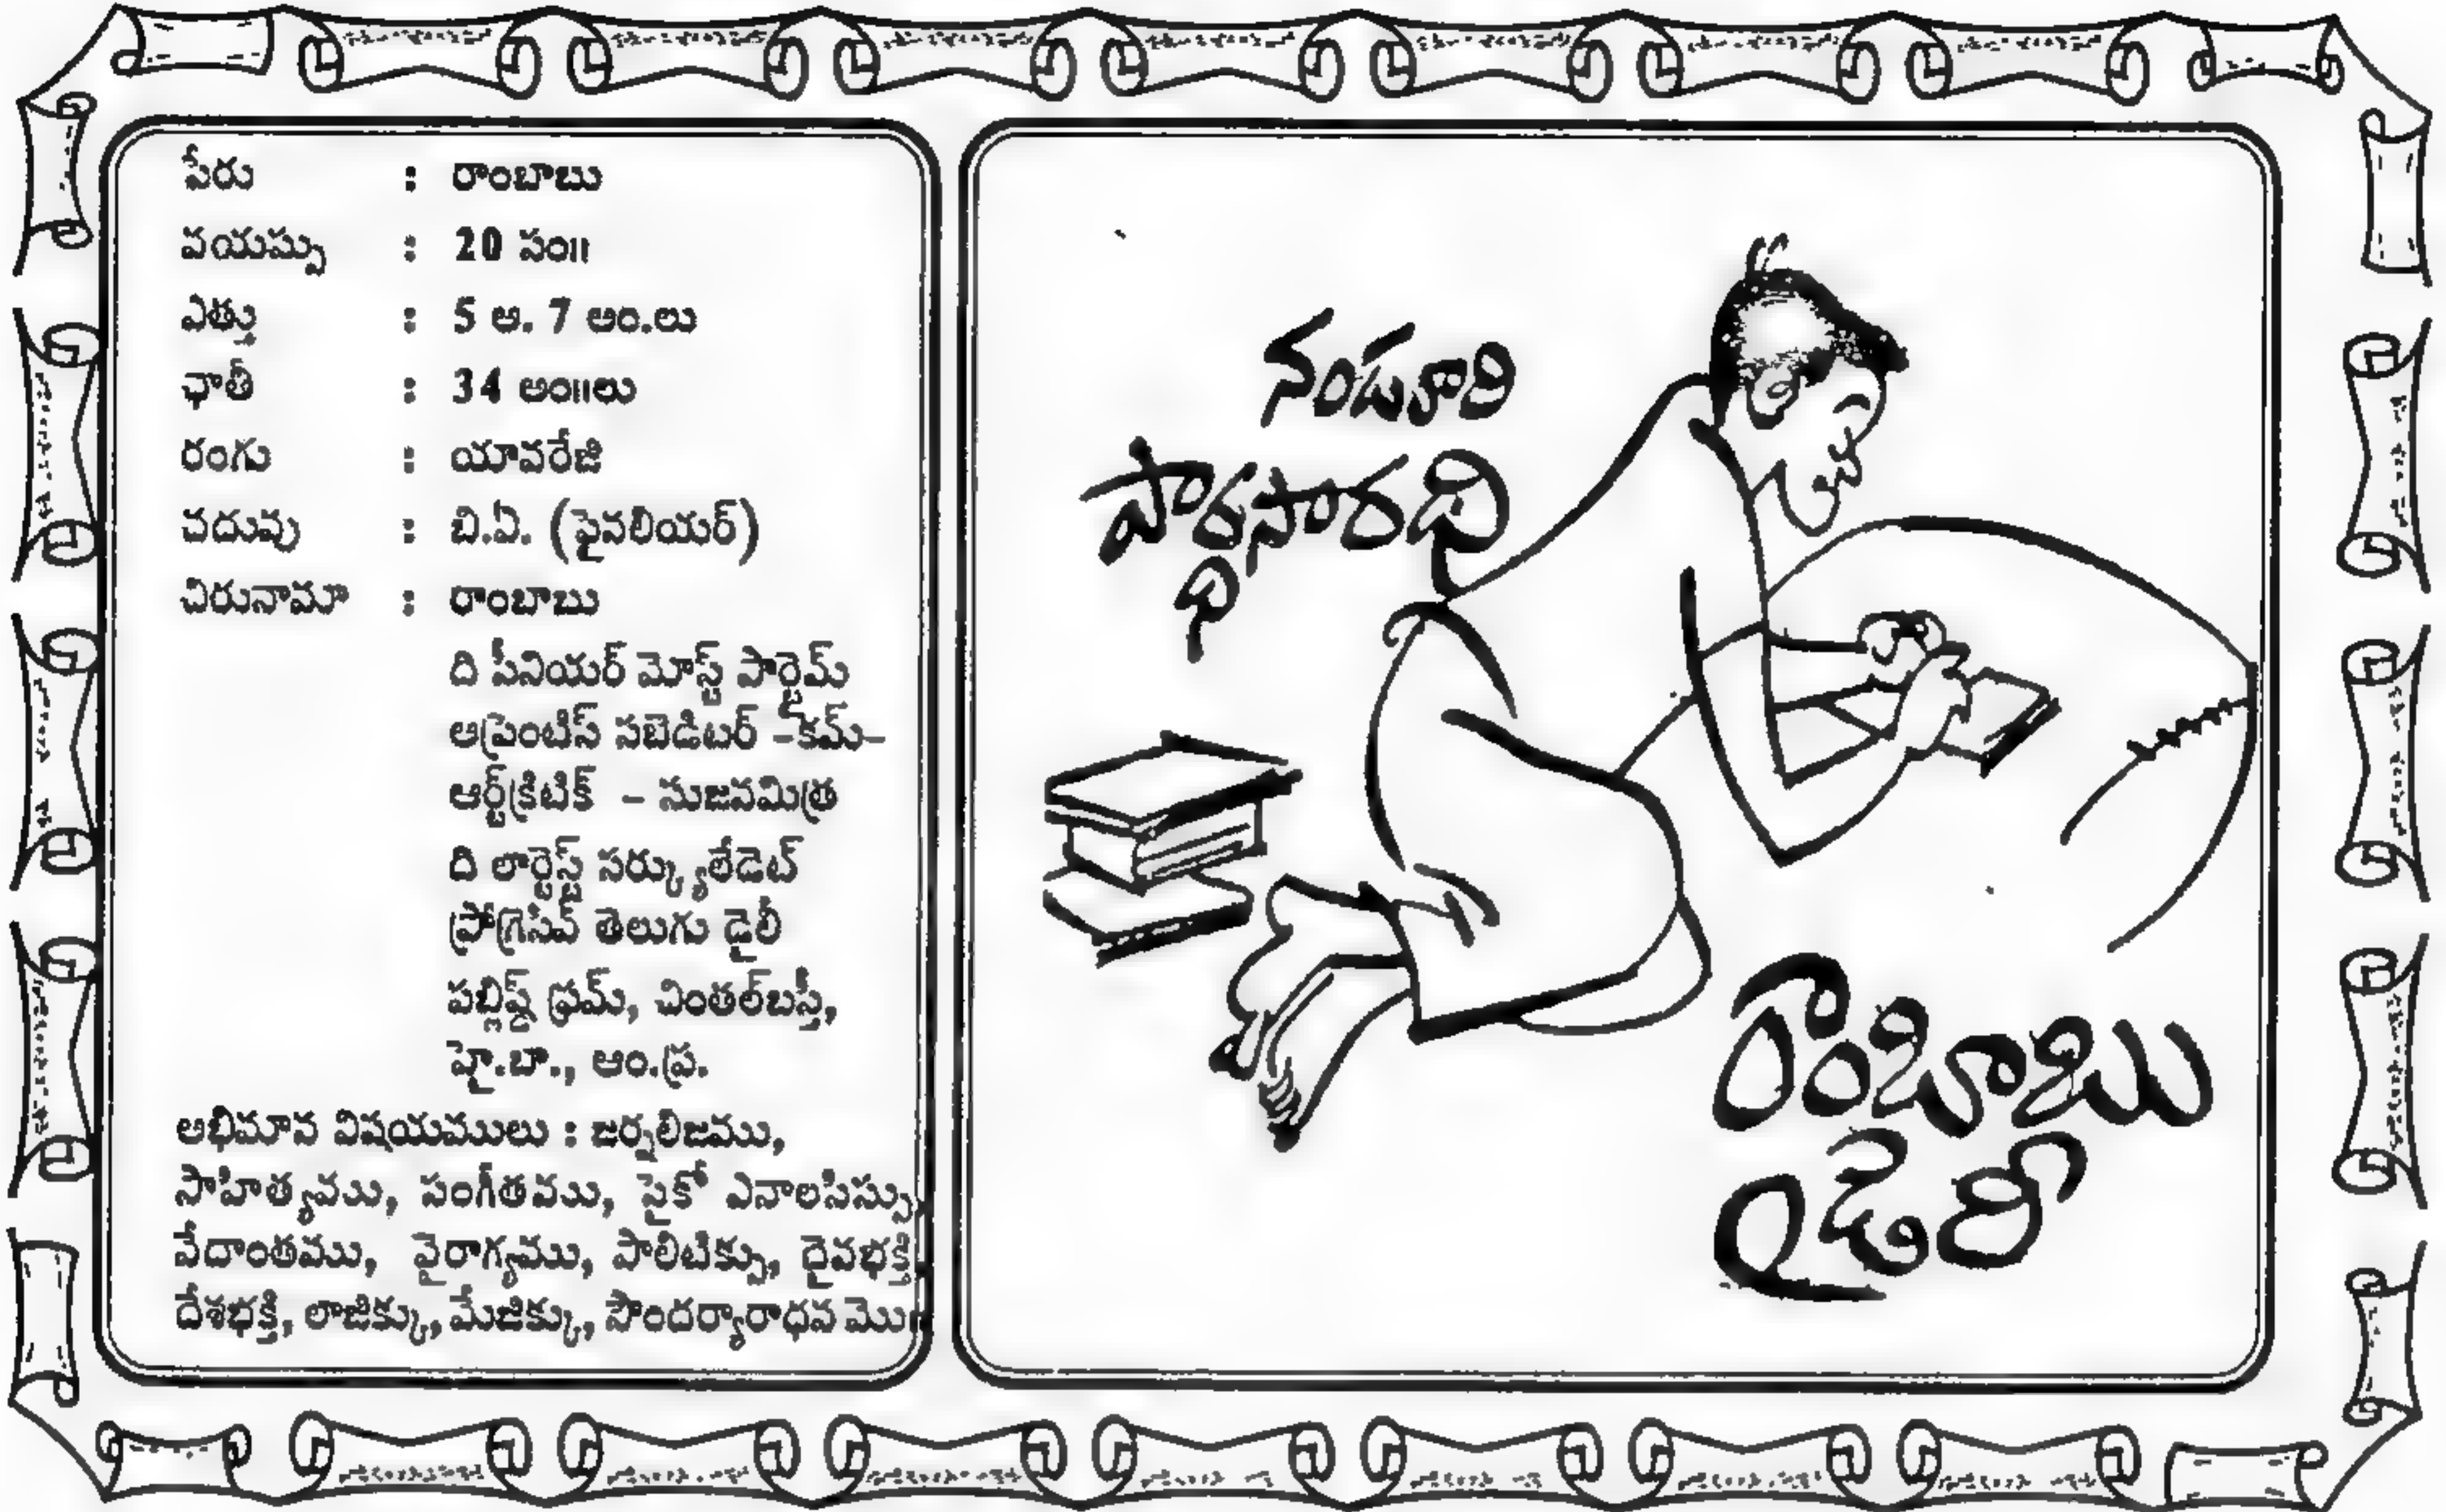 పేరు : రాంబాబు
వయస్సు : 20 సం॥
ఎత్తు : 5 అ. 7 అం.లు
ఛాతీ : 34 అం॥లు
రంగు : యావరేజి
చదువు : బి.ఏ. (ఫైనలియర్)
చిరునామా : రాంబాబు
ది సీనియర్ మోస్ట్ పార్ట్టైమ్
అప్రెంటిస్ సబెడిటర్ -కమ్-
ఆర్ట్‌క్రిటిక్ - సుజనమిత్ర
ది లార్జెస్ట్ సర్క్యులేడెట్
ప్రోగ్రెసివ్ తెలుగు డైలీ
పబ్లిష్డ్ ఫ్రమ్, చింతల్‌బస్తీ,
హై.బా., ఆం.ప్ర.
అభిమాన విషయములు : జర్నలిజము,
సాహిత్యము, సంగీతము, సైకో ఎనాలసిస్సు,
వేదాంతము, వైరాగ్యము, పాలిటిక్సు, దైవభక్తి,
దేశభక్తి, లాజిక్కు, మేజిక్కు, సౌందర్యారాధన మొ॥
నండూరి
పార్థసారథి
రాంబాబు
డైరీ